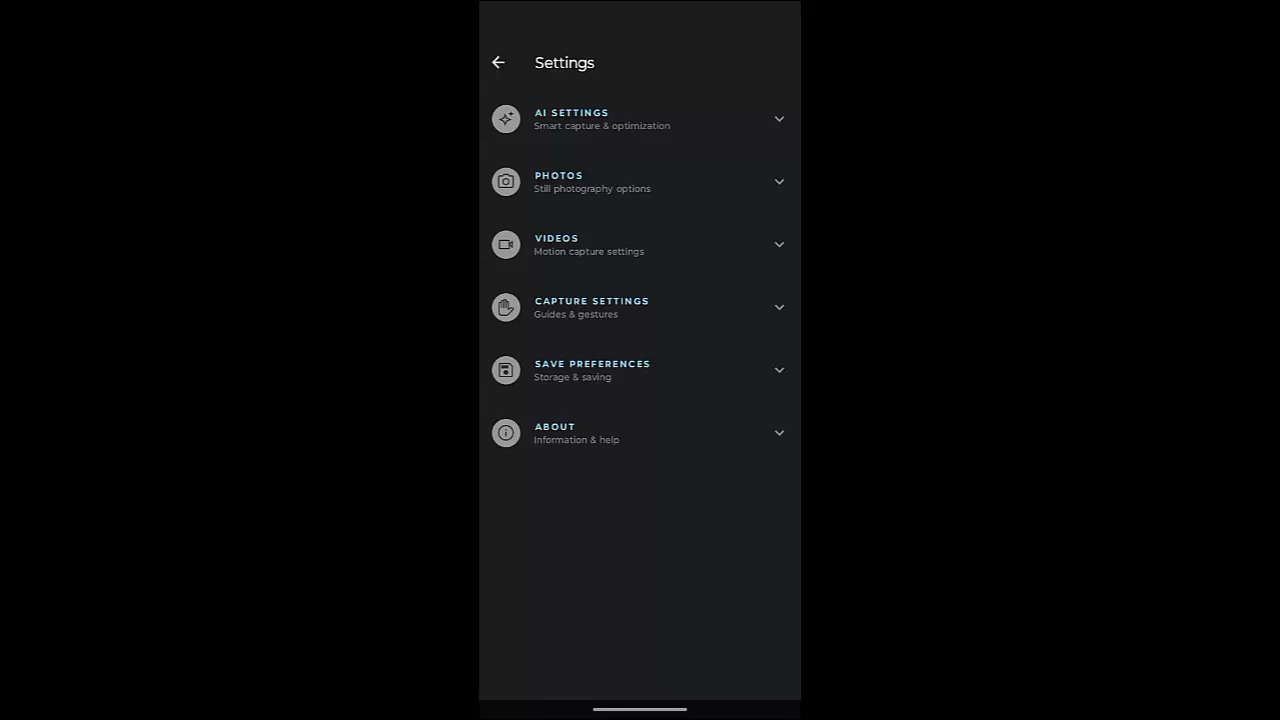 Settings
AI SETTINGS
Smart capture & optimization
PHOTOS
Still photography options
VIDEOS
Motion capture settings
CAPTURE SETTINGS
Guides & gestures
SAVE PREFERENCES
Storage & saving
ABOUT
Information & help